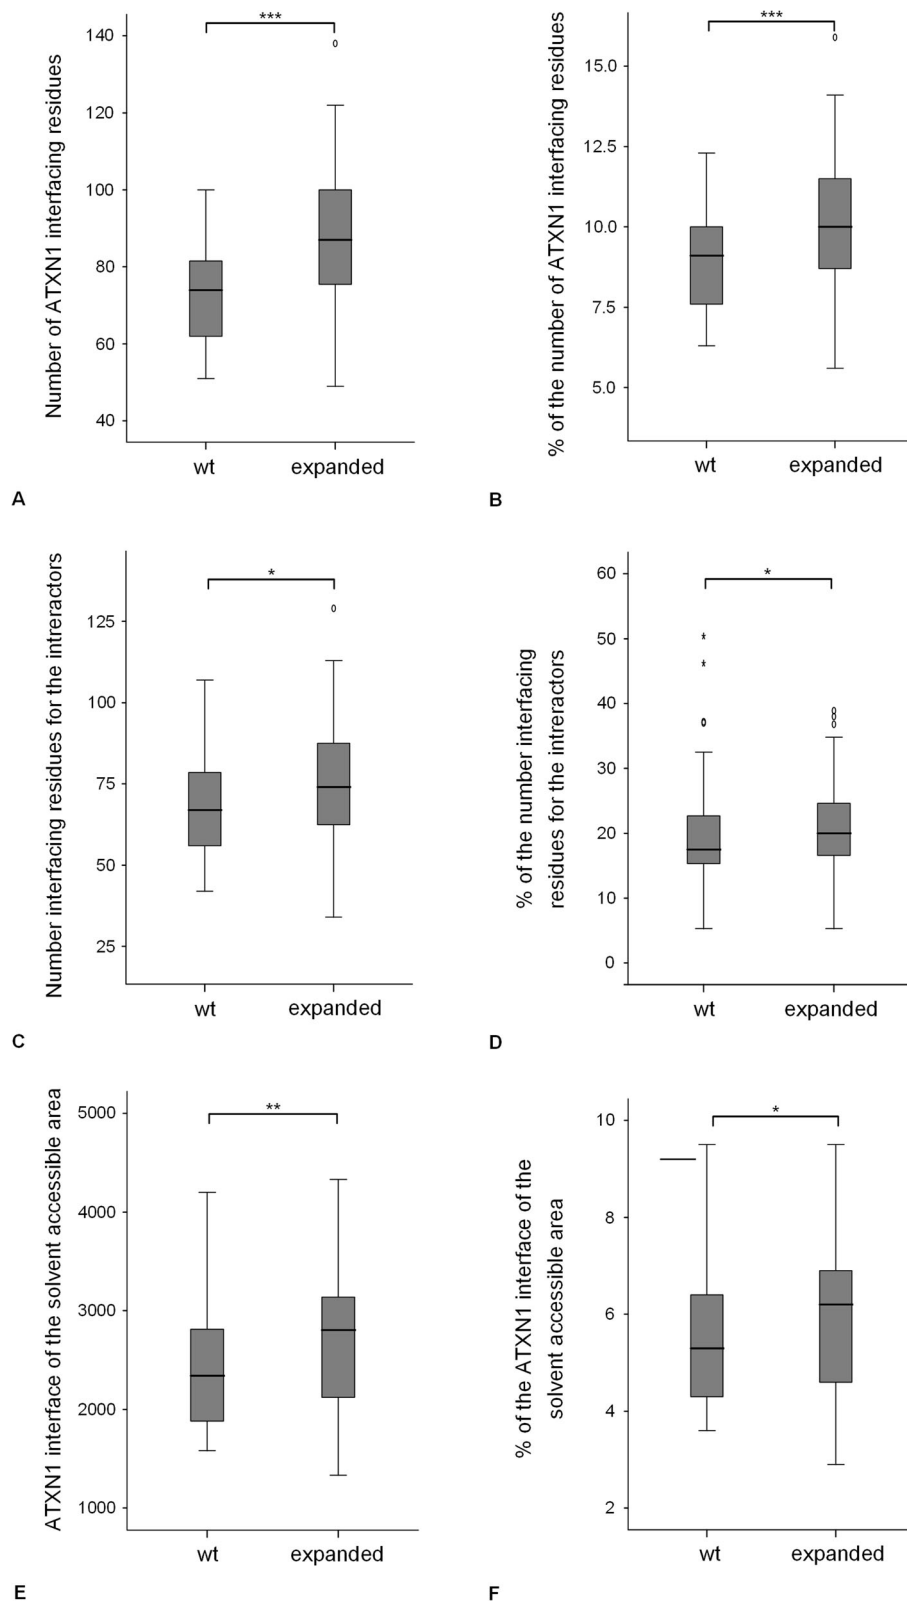 Number of ATXN1 interfacing residues
140
120
100
80
60
40
***
o
wt
expanded
A
% of the number of ATXN1 interfacing residues
15.0
12.5
10.0
7.5
5.0
***
o
wt
expanded
B
Number interfacing residues for the intreractors
125
100
75
50
25
*
o
wt
expanded
C
% of the number interfacing
residues for the intreractors
60
50
40
30
20
10
0
*
wt
expanded
D
ATXN1 interface of the solvent accessible area
5000
4000
3000
2000
1000
**
wt
expanded
E
% of the ATXN1 interface of the
solvent accessible area
10
8
6
4
2
*
wt
expanded
F